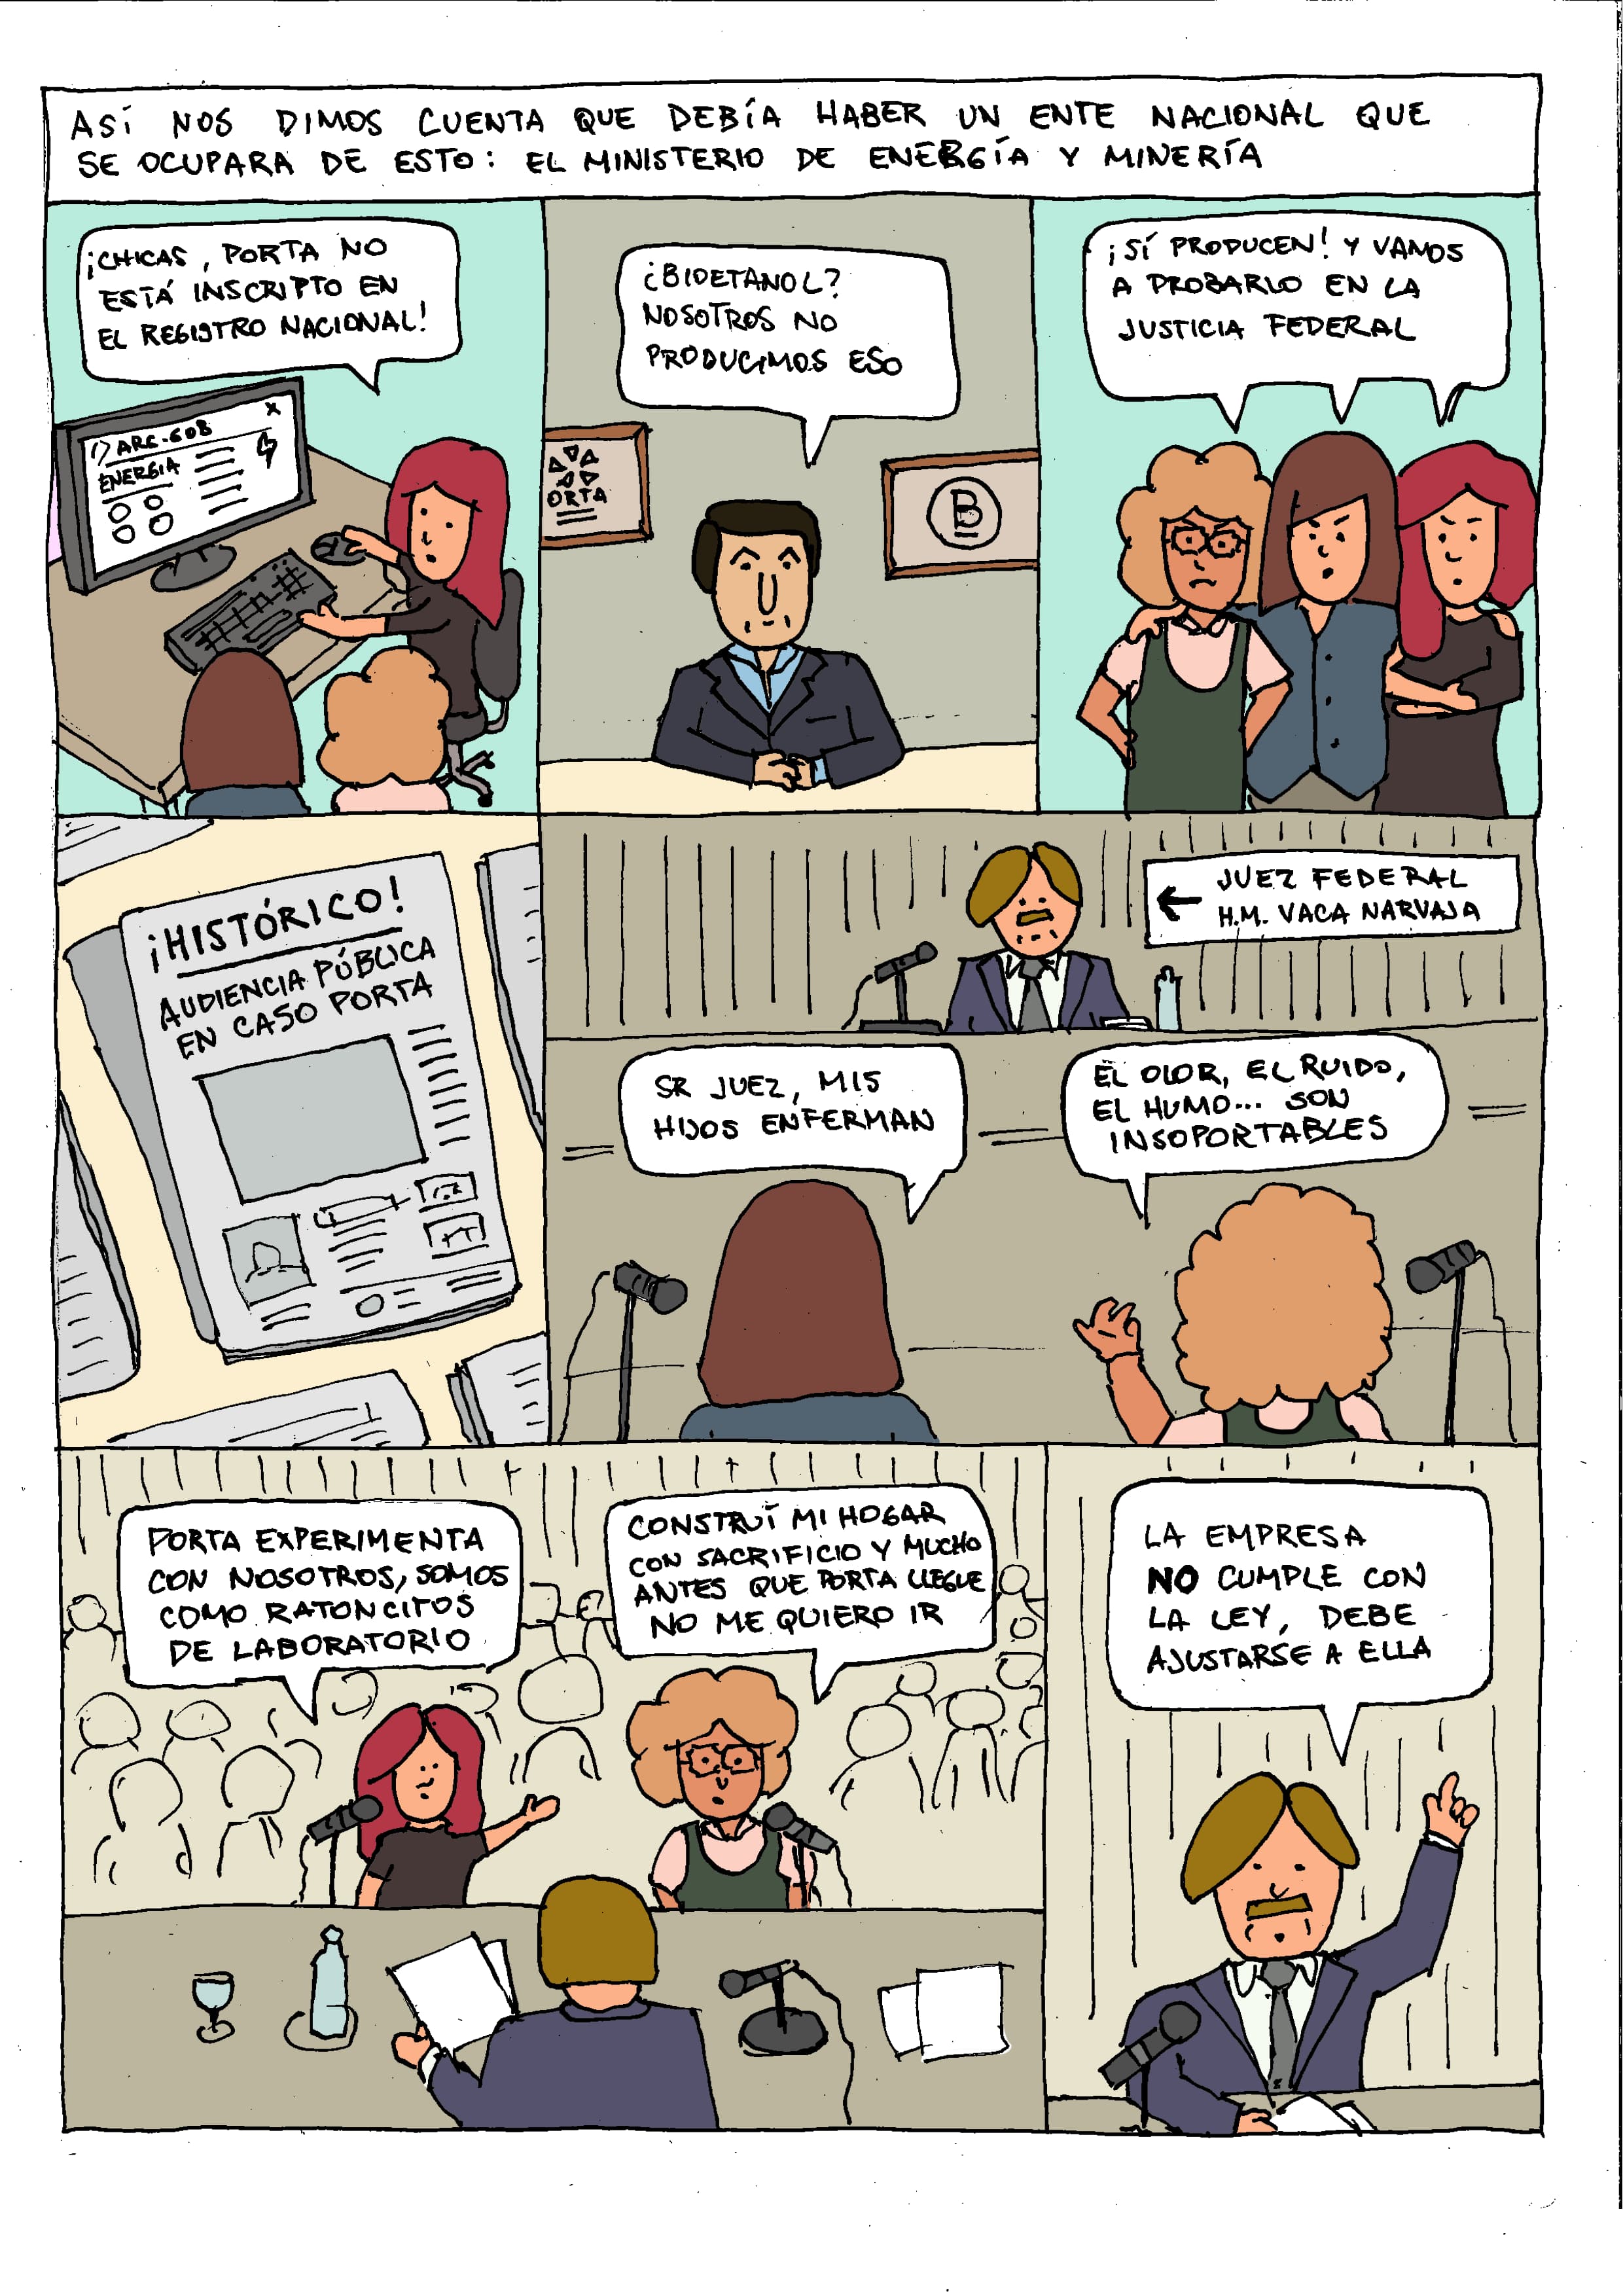 ASÍ NOS DIMOS CUENTA QUE DEBÍA HABER UN ENTE NACIONAL QUE
SE OCUPARA DE ESTO: EL MINISTERIO DE ENERGÍA Y MINERÍA
¡CHICAS, PORTA NO
ESTÁ INSCRIPTO EN
EL REGISTRO NACIONAL!
ARG.GOB
X
ENERGIA
¿BIOETANOL?
NOSOTROS NO
PRODUCIMOS ESO
ORTA
B
¡SÍ PRODUCEN! Y VAMOS
A PROBARLO EN LA
JUSTICIA FEDERAL
¡HISTÓRICO!
AUDIENCIA PÚBLICA
EN CASO PORTA
← JUEZ FEDERAL
H.M. VACA NARVAJA
SR JUEZ, MIS
HIJOS ENFERMAN
EL OLOR, EL RUIDO,
EL HUMO... SON
INSOPORTABLES
PORTA EXPERIMENTA
CON NOSOTROS, SOMOS
COMO RATONCITOS
DE LABORATORIO
CONSTRUÍ MI HOGAR
CON SACRIFICIO Y MUCHO
ANTES QUE PORTA LLEGUE
NO ME QUIERO IR
LA EMPRESA
NO CUMPLE CON
LA LEY, DEBE
AJUSTARSE A ELLA